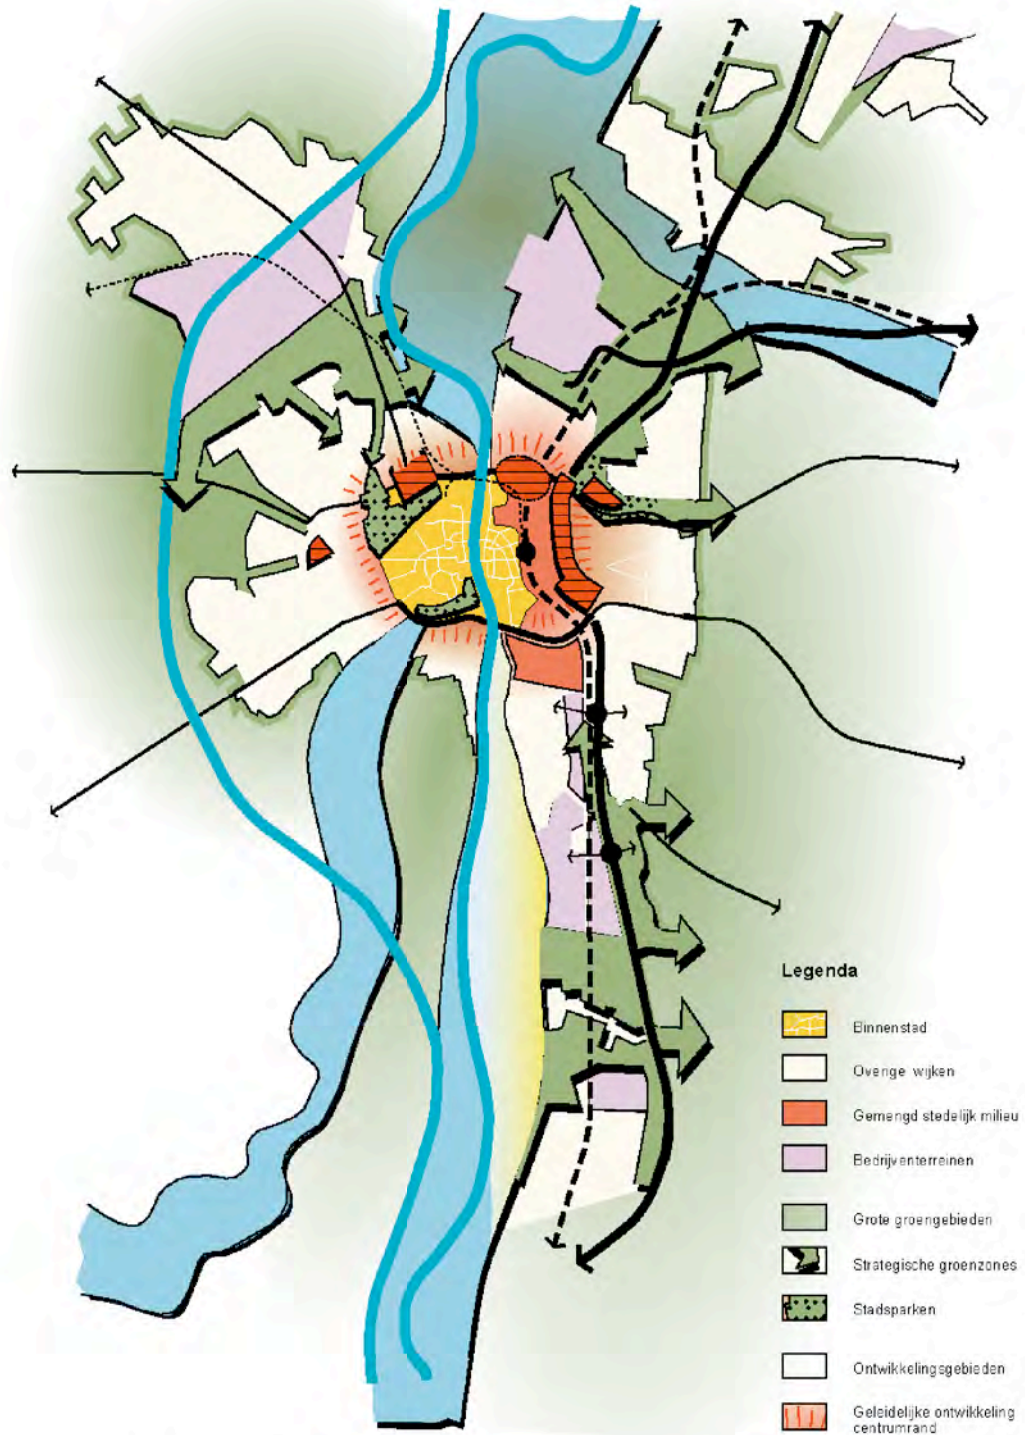 Legenda
Binnenstad
Overige wijken
Gemengd stedelijk milieu
Bedrijventerreinen
Grote groengebieden
Strategische groenzones
Stadsparken
Ontwikkelingsgebieden
Geleidelijke ontwikkeling
centrumrand